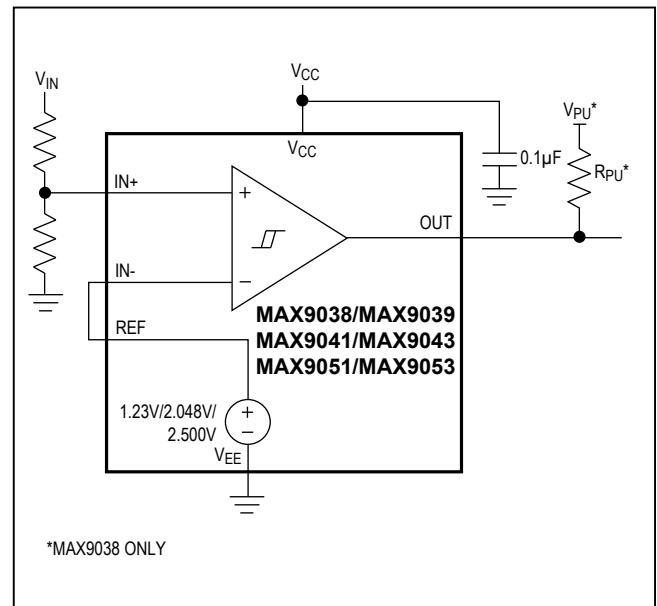 VCC
VIN
VPU*
VCC
0.1µF
RPU*
IN+
+
OUT
IN-
−
MAX9038/MAX9039
REF
MAX9041/MAX9043
MAX9051/MAX9053
1.23V/2.048V/
+
2.500V
−
VEE
*MAX9038 ONLY